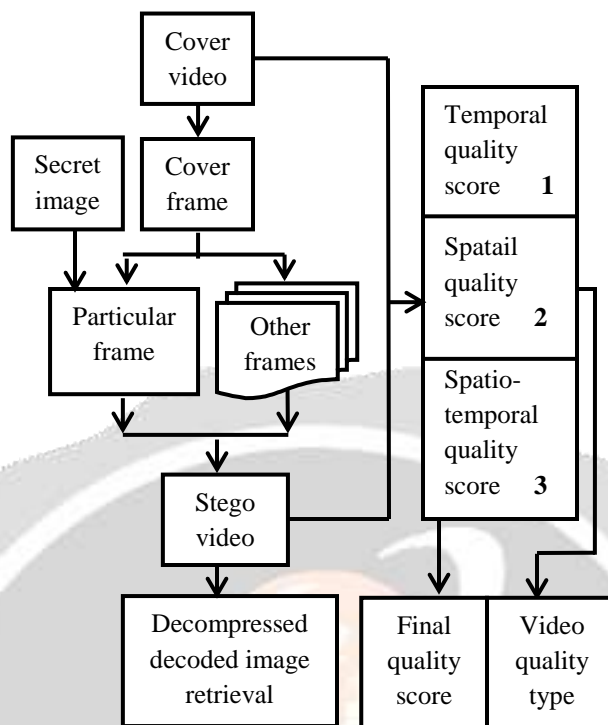 Cover
video
Secret
image
Cover
frame
Particular
frame
Other
frames
Stego
video
Decompressed
decoded image
retrieval
Temporal
quality
score 1
Spatail
quality
score 2
Spatio-
temporal
quality
score 3
Final
quality
score
Video
quality
type